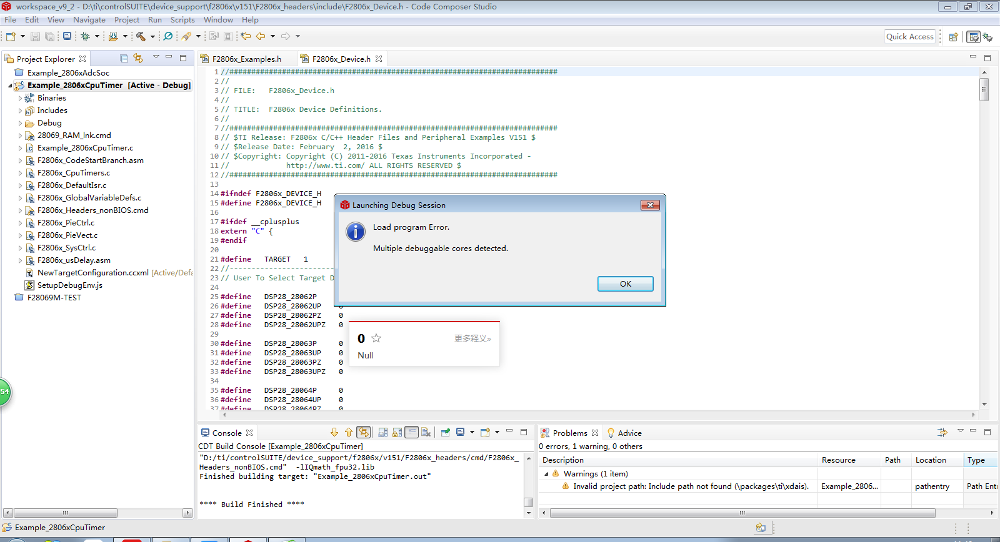 workspace_v9_2 - D:\ti\controlSUITE\device_support\f2806x\v151\F2806x_headers\include\F2806x_Device.h - Code Composer Studio
File Edit View Navigate Project Run Scripts Window Help
Quick Access
Project Explorer
Example_2806xAdcSoc
Example_2806xCpuTimer [Active - Debug]
Binaries
Includes
Debug
28069_RAM_lnk.cmd
Example_2806xCpuTimer.c
F2806x_CodeStartBranch.asm
F2806x_CpuTimers.c
F2806x_DefaultIsr.c
F2806x_GlobalVariableDefs.c
F2806x_Headers_nonBIOS.cmd
F2806x_PieCtrl.c
F2806x_PieVect.c
F2806x_SysCtrl.c
F2806x_usDelay.asm
NewTargetConfiguration.ccxml [Active/Defa
SetupDebugEnv.js
F28069M-TEST
54
F2806x_Examples.h
F2806x_Device.h
1 //###########################################################################
2 //
3 // FILE: F2806x_Device.h
4 //
5 // TITLE: F2806x Device Definitions.
6 //
7 //###########################################################################
8 // $TI Release: F2806x C/C++ Header Files and Peripheral Examples V151 $
9 // $Release Date: February 2, 2016 $
10 // $Copyright: Copyright (C) 2011-2016 Texas Instruments Incorporated -
11 // http://www.ti.com/ ALL RIGHTS RESERVED $
12 //###########################################################################
13
14 #ifndef F2806x_DEVICE_H
15 #define F2806x_DEVICE_H
16
17 #ifdef __cplusplus
18 extern "C" {
19 #endif
20
21 #define TARGET 1
22 //------------------------
23 // User To Select Target D
24
25 #define DSP28_28062P
26 #define DSP28_28062UP 0
27 #define DSP28_28062PZ 0
28 #define DSP28_28062UPZ 0
29
30 #define DSP28_28063P 0
31 #define DSP28_28063UP 0
32 #define DSP28_28063PZ 0
33 #define DSP28_28063UPZ 0
34
35 #define DSP28_28064P 0
36 #define DSP28_28064UP 0
37 #define DSP28_28064PZ 0
Launching Debug Session
Load program Error.
Multiple debuggable cores detected.
OK
0 ☆ 更多释义»
Null
Console
CDT Build Console [Example_2806xCpuTimer]
"D:/ti/controlSUITE/device_support/f2806x/v151/F2806x_headers/cmd/F2806x_
Headers_nonBIOS.cmd" -lIQmath_fpu32.lib
Finished building target: "Example_2806xCpuTimer.out"
**** Build Finished ****
Problems Advice
0 errors, 1 warning, 0 others
Description Resource Path Location Type
Warnings (1 item)
Invalid project path: Include path not found (\packages\ti\xdais). Example_2806... pathentry Path Ent
Example_2806xCpuTimer